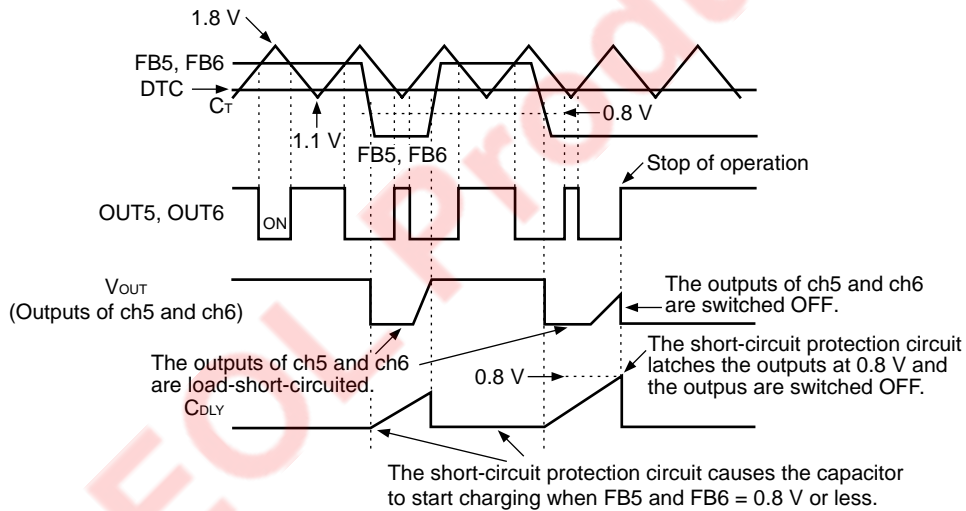 1.8 V
FB5, FB6
DTC
CT
1.1 V
0.8 V
FB5, FB6
Stop of operation
OUT5, OUT6
ON
VOUT
(Outputs of ch5 and ch6)
The outputs of ch5 and ch6
are switched OFF.
The outputs of ch5 and ch6
are load-short-circuited.
0.8 V
The short-circuit protection circuit
latches the outputs at 0.8 V and
the outpus are switched OFF.
CDLY
The short-circuit protection circuit causes the capacitor
to start charging when FB5 and FB6 = 0.8 V or less.
EOL Produ